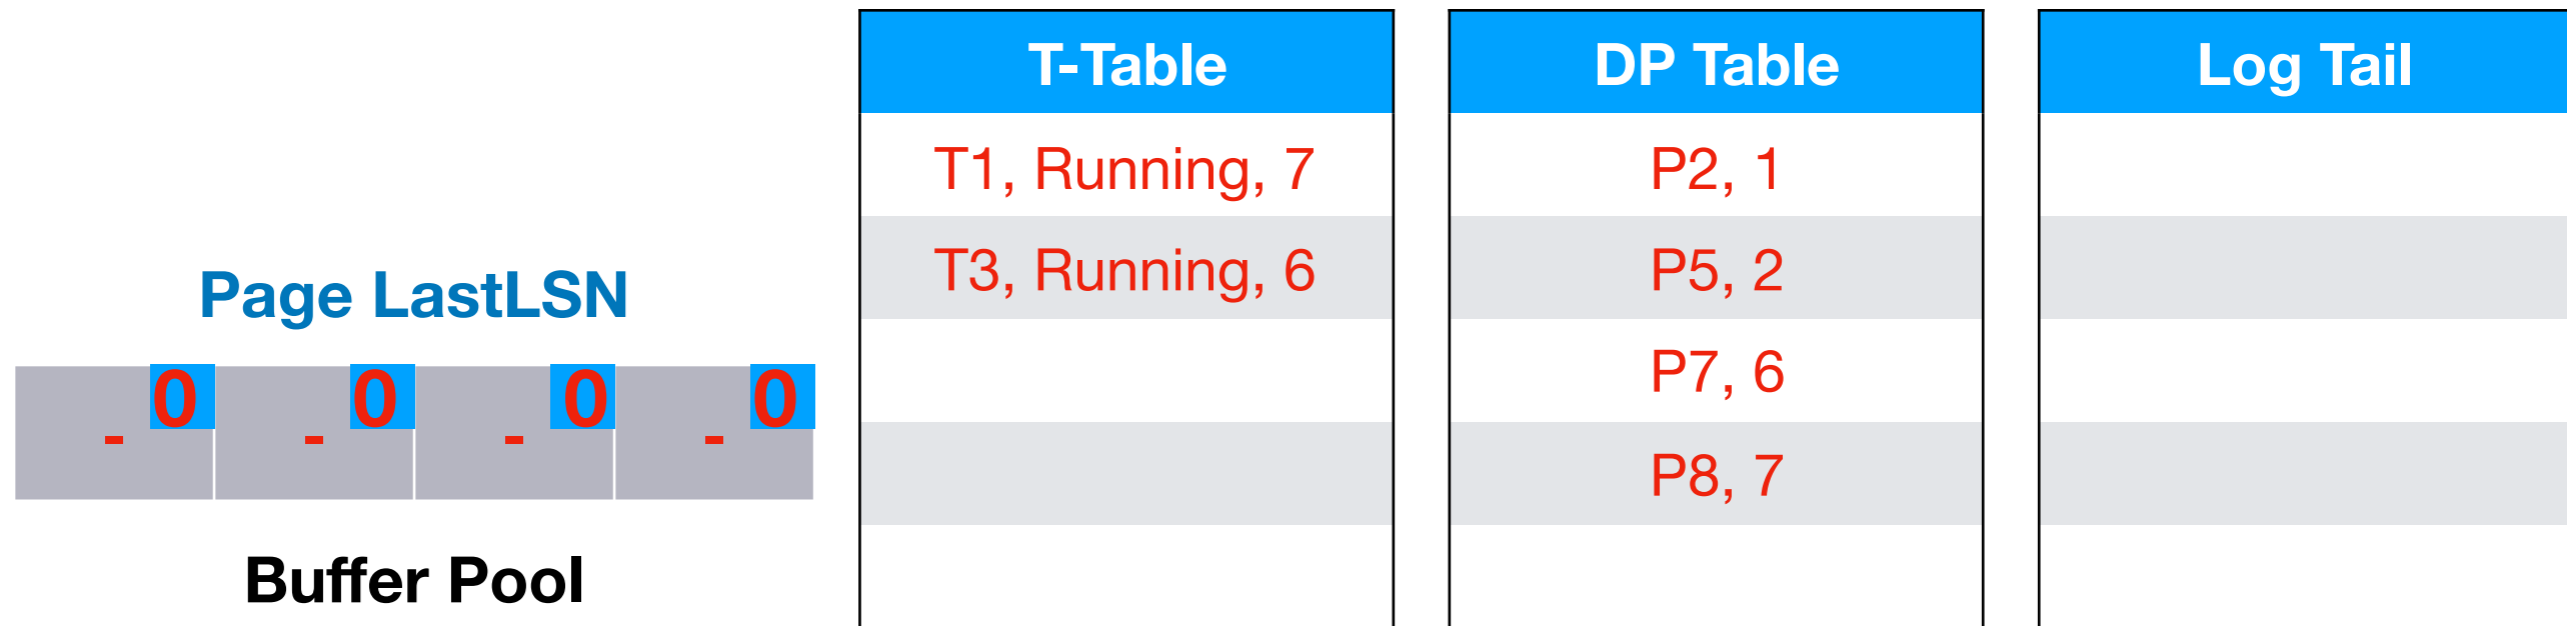 T-Table
DP Table
Log Tail
T1, Running, 7
P2, 1
T3, Running, 6
P5, 2
Page LastLSN
P7, 6
0 0 0 0
- - - -
P8, 7
Buffer Pool